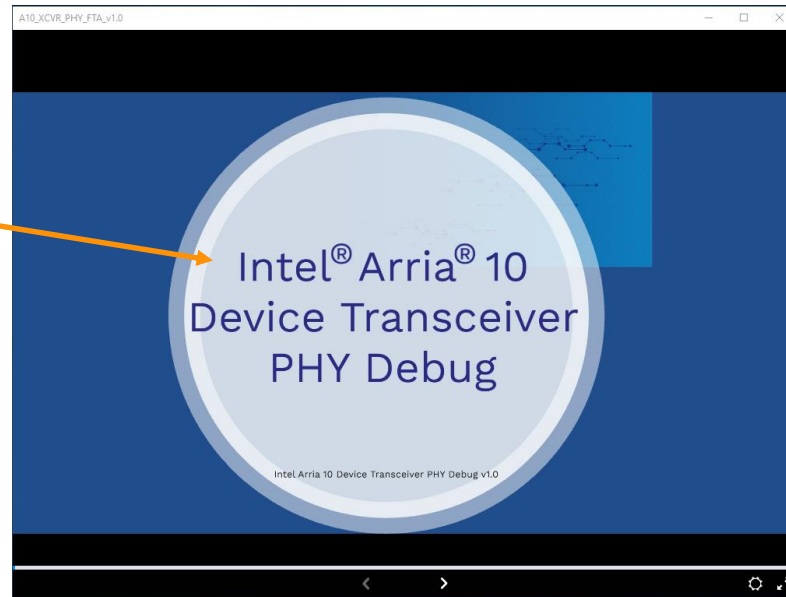 A10_XCVR_PHY_FTA_v1.0
Intel® Arria® 10
Device Transceiver
PHY Debug
Intel Arria 10 Device Transceiver PHY Debug v1.0